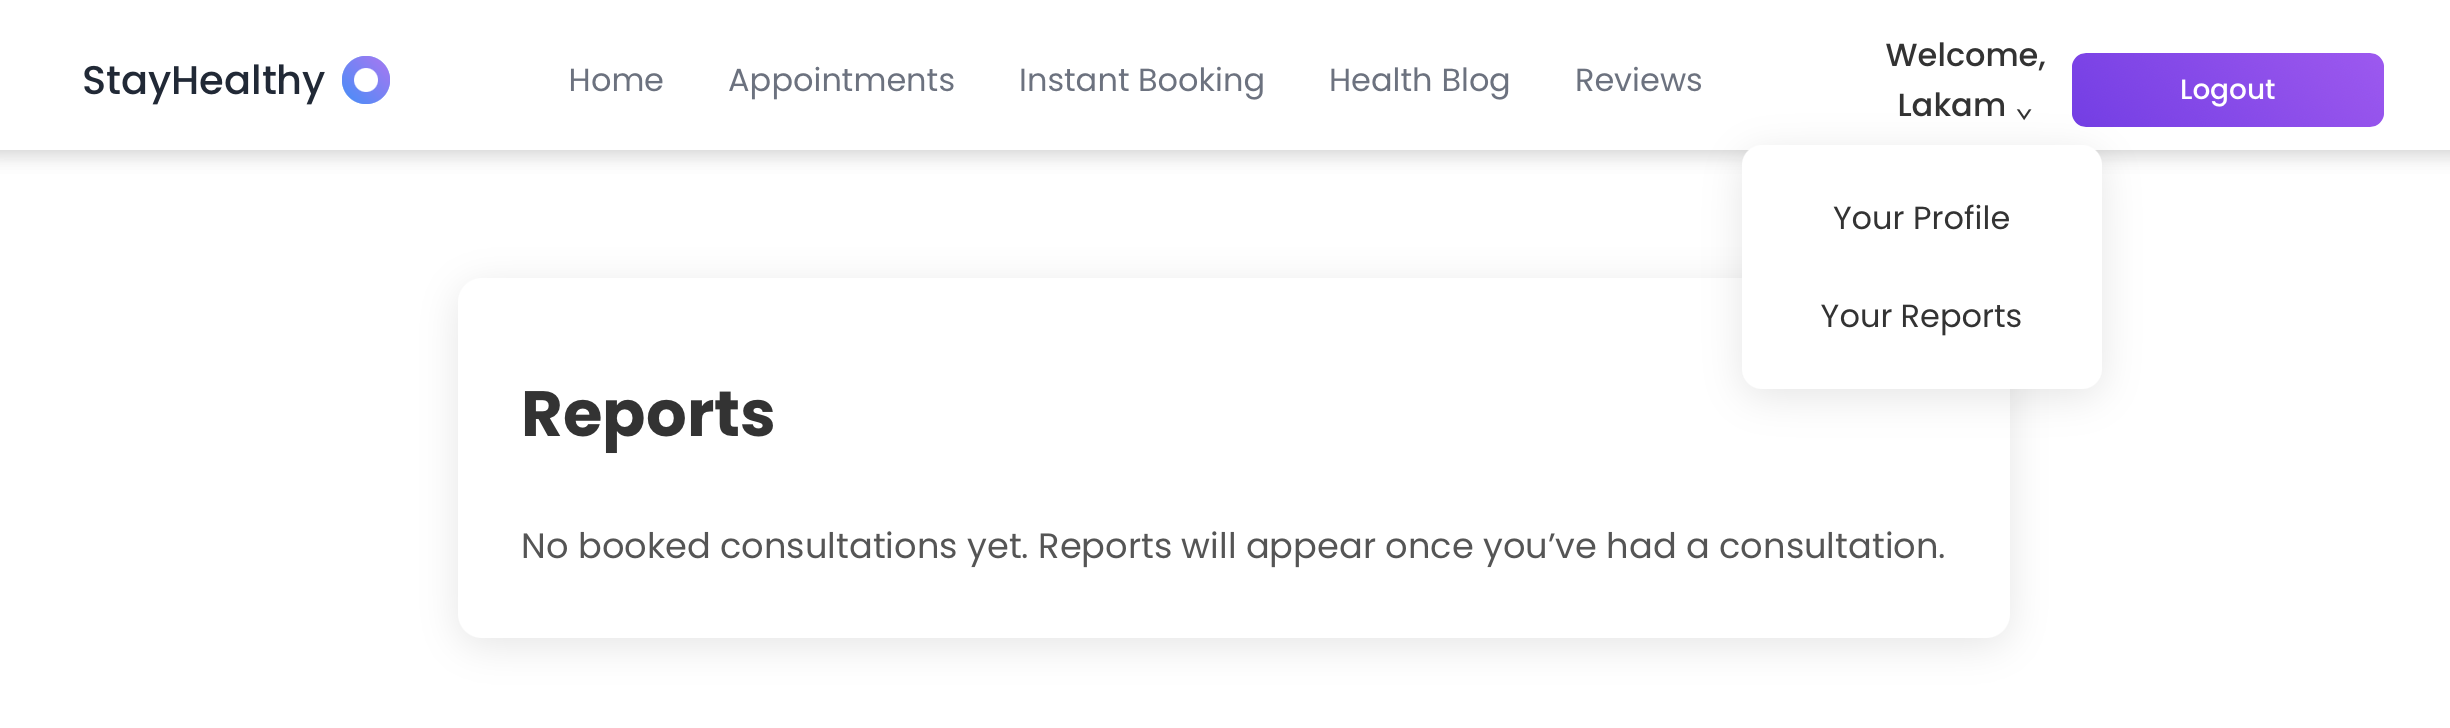 StayHealthy
Home
Appointments
Instant Booking
Health Blog
Reviews
Welcome,
Lakam
Logout
Your Profile
Your Reports
Reports
No booked consultations yet. Reports will appear once you’ve had a consultation.